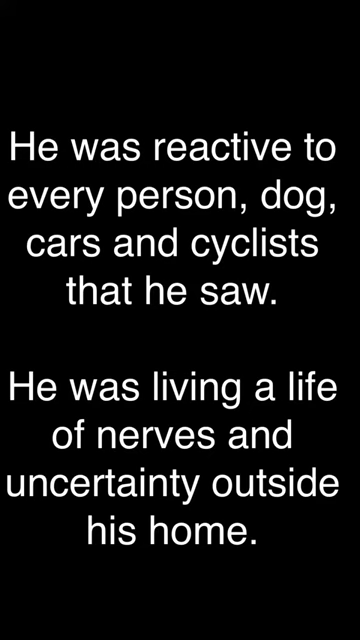 He was reactive to
every person, dog,
cars and cyclists
that he saw.
He was living a life
of nerves and
uncertainty outside
his home.